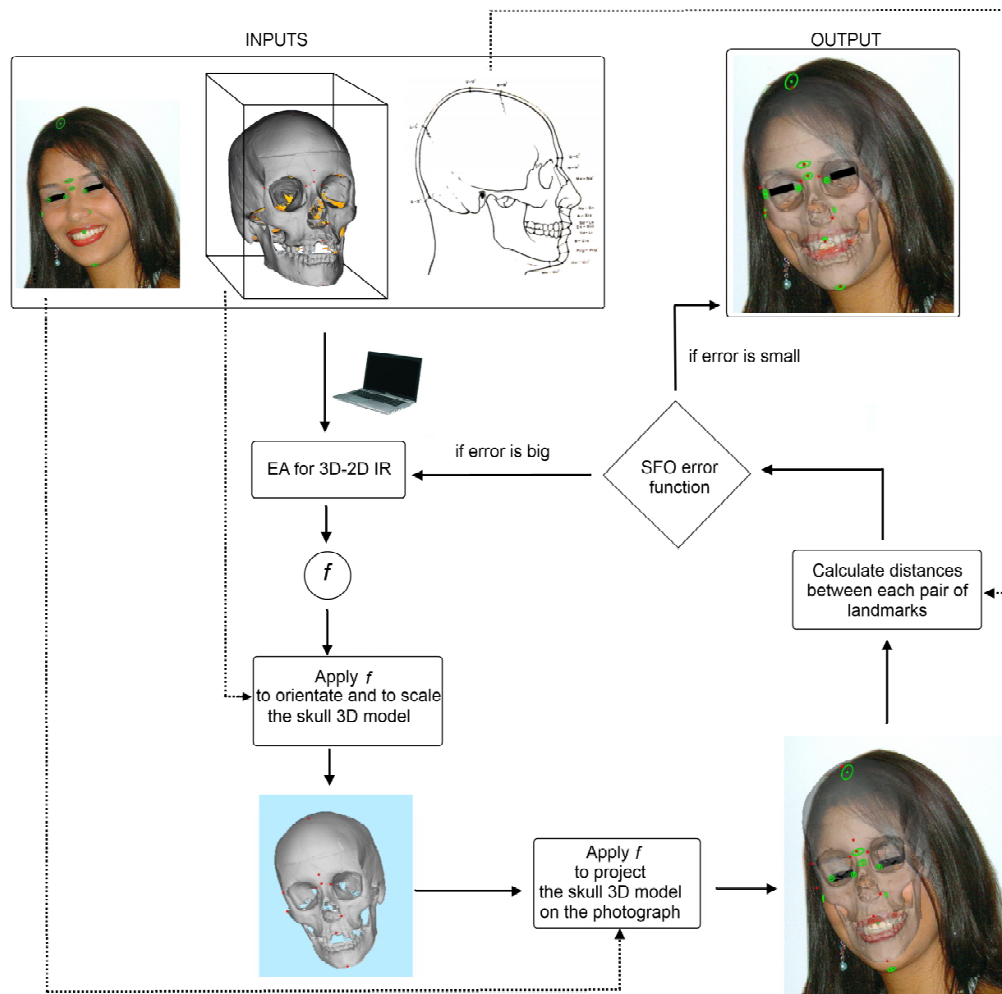 INPUTS
OUTPUT
if error is small
EA for 3D-2D IR
if error is big
SFO error
function
f
Calculate distances
between each pair of
landmarks
Apply f
to orientate and to scale
the skull 3D model
Apply f
to project
the skull 3D model
on the photograph